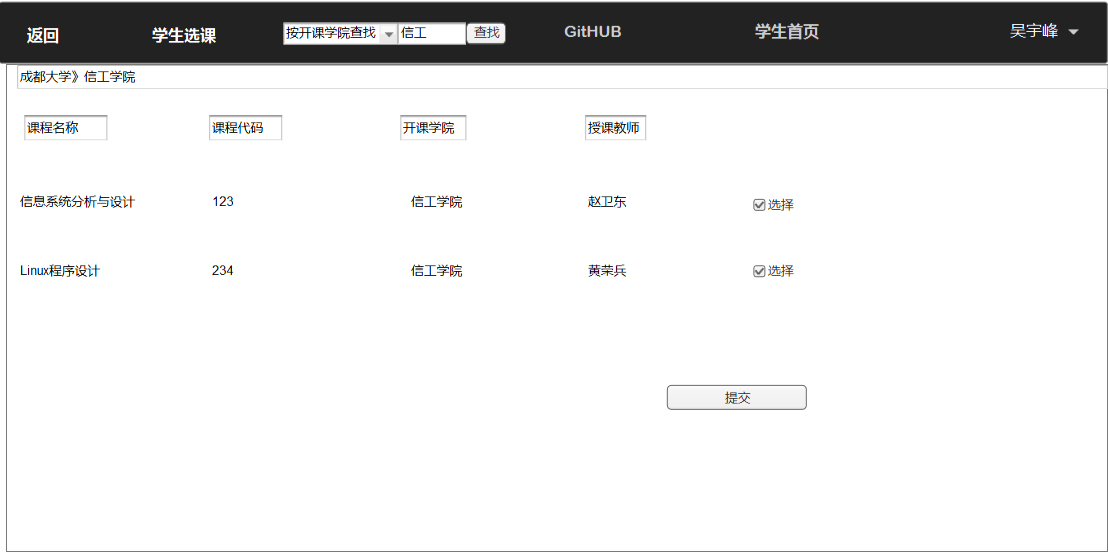 返回 学生选课 按开课学院查找 信工 查找 GitHUB 学生首页 吴宇峰
成都大学》信工学院
课程名称 课程代码 开课学院 授课教师
信息系统分析与设计 123 信工学院 赵卫东 选择
Linux程序设计 234 信工学院 黄荣兵 选择
提交